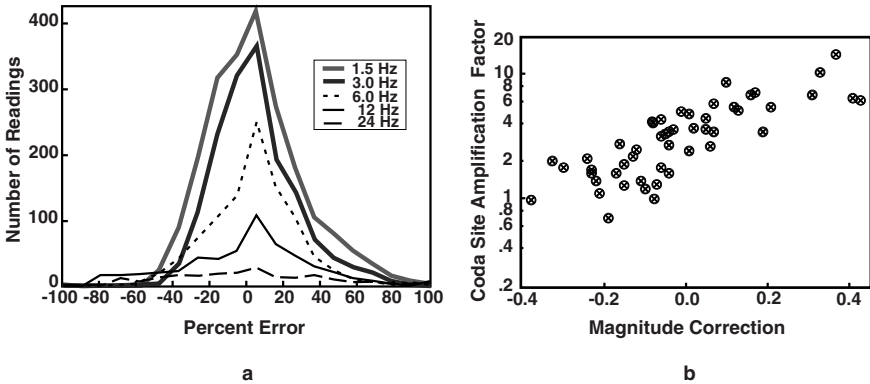 400
300
200
100
0
Number of Readings
1.5 Hz
3.0 Hz
6.0 Hz
12 Hz
24 Hz
-100 -80 -60 -40 -20 0 20 40 60 80 100
Percent Error
a
20
10
8
6
4
2
1
.8
.6
.4
.2
Coda Site Amplification Factor
-0.4 -0.2 0.0 0.2 0.4
Magnitude Correction
b